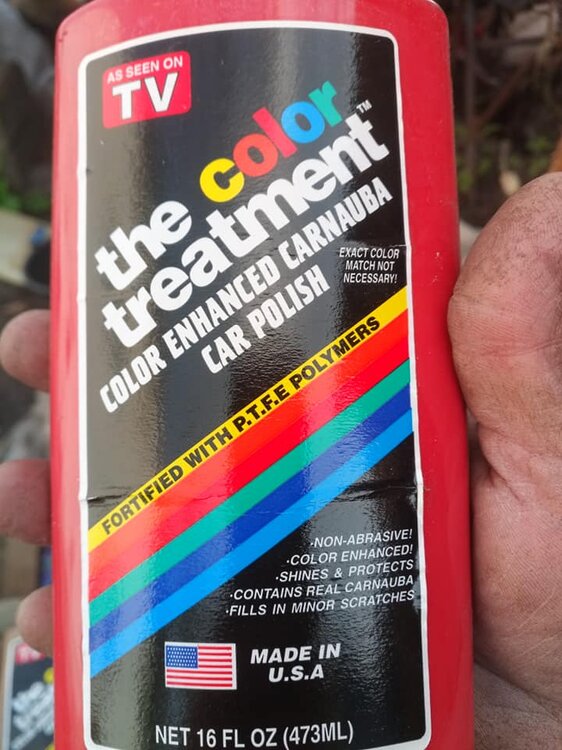 AS SEEN ON
TV
the color™
treatment
COLOR ENHANCED CARNAUBA
CAR POLISH
EXACT COLOR
MATCH NOT
NECESSARY!
FORTIFIED WITH P.T.F.E POLYMERS
·NON-ABRASIVE!
·COLOR ENHANCED!
·SHINES & PROTECTS
·CONTAINS REAL CARNAUBA
·FILLS IN MINOR SCRATCHES
MADE IN
U.S.A
NET 16 FL OZ (473ML)